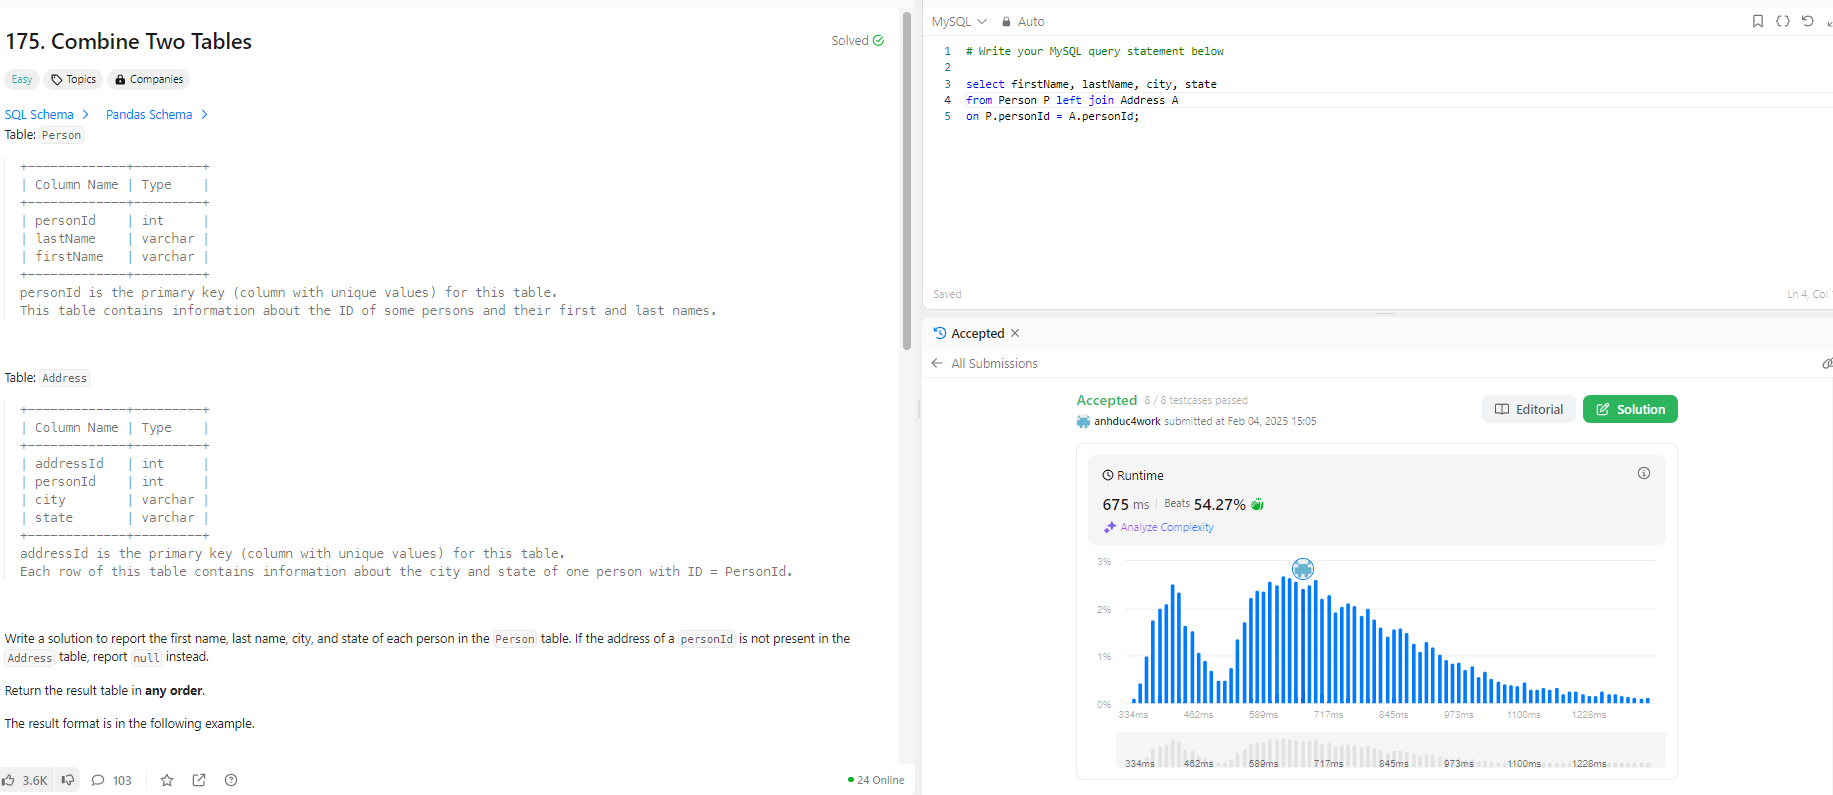 175. Combine Two Tables
Solved
Easy Topics Companies
SQL Schema > Pandas Schema >
Table: Person
+-------------+---------+
| Column Name | Type    |
+-------------+---------+
| personId    | int     |
| lastName    | varchar |
| firstName   | varchar |
+-------------+---------+
personId is the primary key (column with unique values) for this table.
This table contains information about the ID of some persons and their first and last names.
Table: Address
+-------------+---------+
| Column Name | Type    |
+-------------+---------+
| addressId   | int     |
| personId    | int     |
| city        | varchar |
| state       | varchar |
+-------------+---------+
addressId is the primary key (column with unique values) for this table.
Each row of this table contains information about the city and state of one person with ID = PersonId.
Write a solution to report the first name, last name, city, and state of each person in the Person table. If the address of a personId is not present in the
Address table, report null instead.
Return the result table in any order.
The result format is in the following example.
3.6K 103
24 Online
MySQL Auto
1 # Write your MySQL query statement below
2
3 select firstName, lastName, city, state
4 from Person P left join Address A
5 on P.personId = A.personId;
Saved
Ln 4, Col
Accepted
All Submissions
Accepted 8 / 8 testcases passed
anhduc4work submitted at Feb 04, 2025 15:05
Editorial
Solution
Runtime
675 ms | Beats 54.27%
Analyze Complexity
3%
2%
1%
0%
334ms 462ms 589ms 717ms 845ms 973ms 1100ms 1228ms
334ms 462ms 589ms 717ms 845ms 973ms 1100ms 1228ms